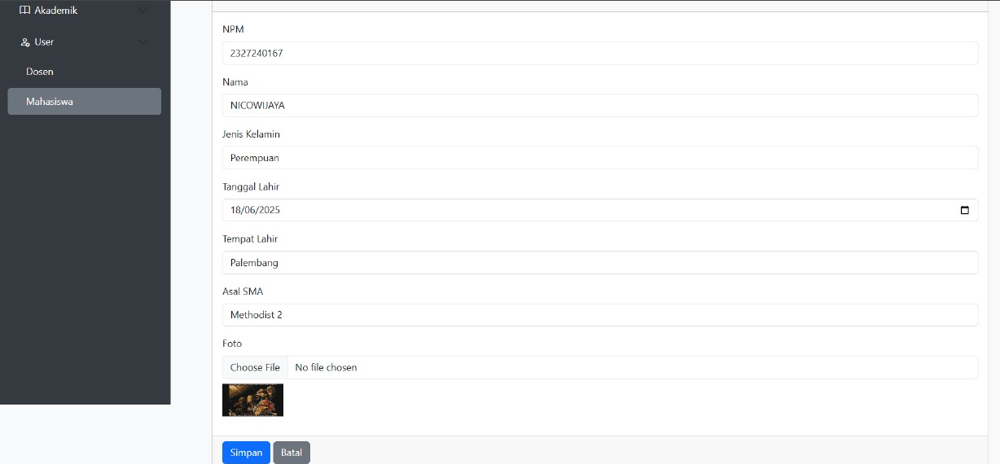 Akademik
User
Dosen
Mahasiswa
NPM
2327240167
Nama
NICOWIJAYA
Jenis Kelamin
Perempuan
Tanggal Lahir
18/06/2025
Tempat Lahir
Palembang
Asal SMA
Methodist 2
Foto
Choose File No file chosen
Simpan Batal